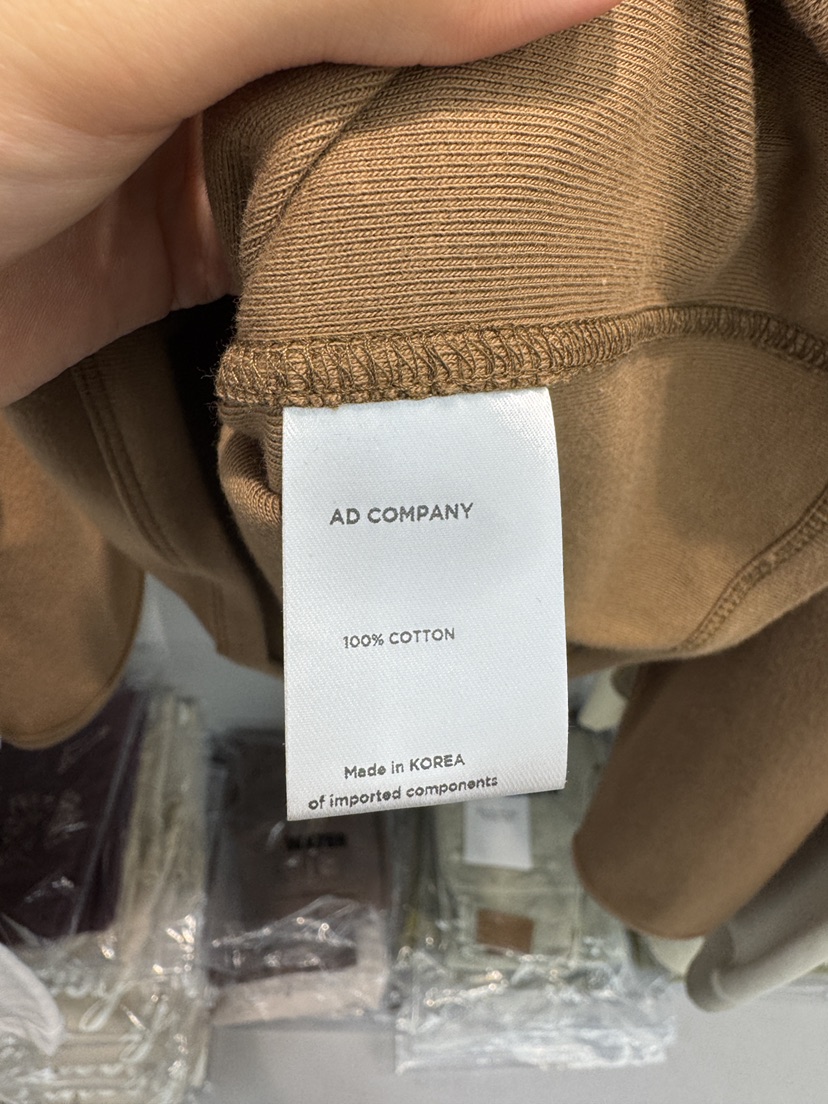 AD COMPANY
100% COTTON
Made in KOREA
of imported components